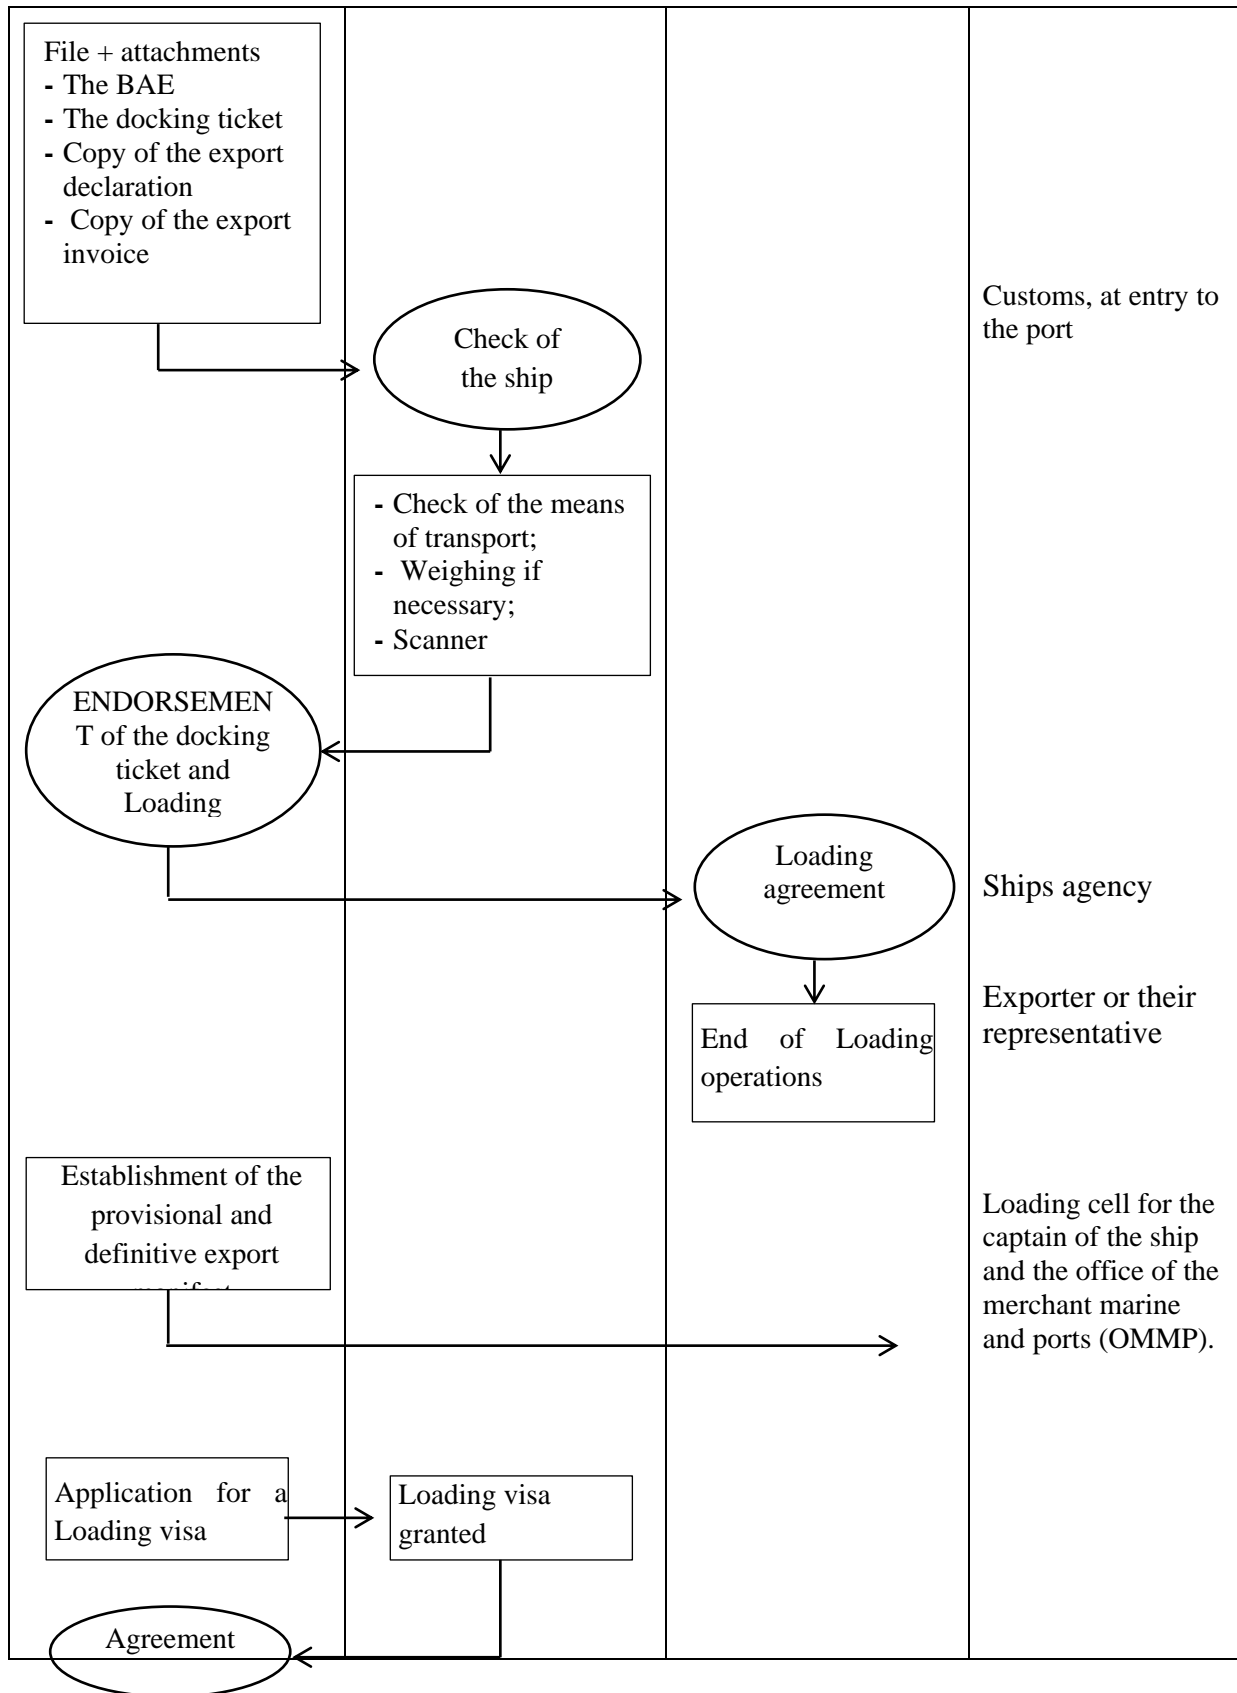 File + attachments
- The BAE
- The docking ticket
- Copy of the export
declaration
- Copy of the export
invoice
Customs, at entry to
the port
Check of
the ship
- Check of the means
of transport;
- Weighing if
necessary;
- Scanner
ENDORSEMEN
T of the docking
ticket and
Loading
Loading
agreement
Ships agency
Exporter or their
representative
End of Loading
operations
Establishment of the
provisional and
definitive export
Loading cell for the
captain of the ship
and the office of the
merchant marine
and ports (OMMP).
Application for a
Loading visa
Loading visa
granted
Agreement